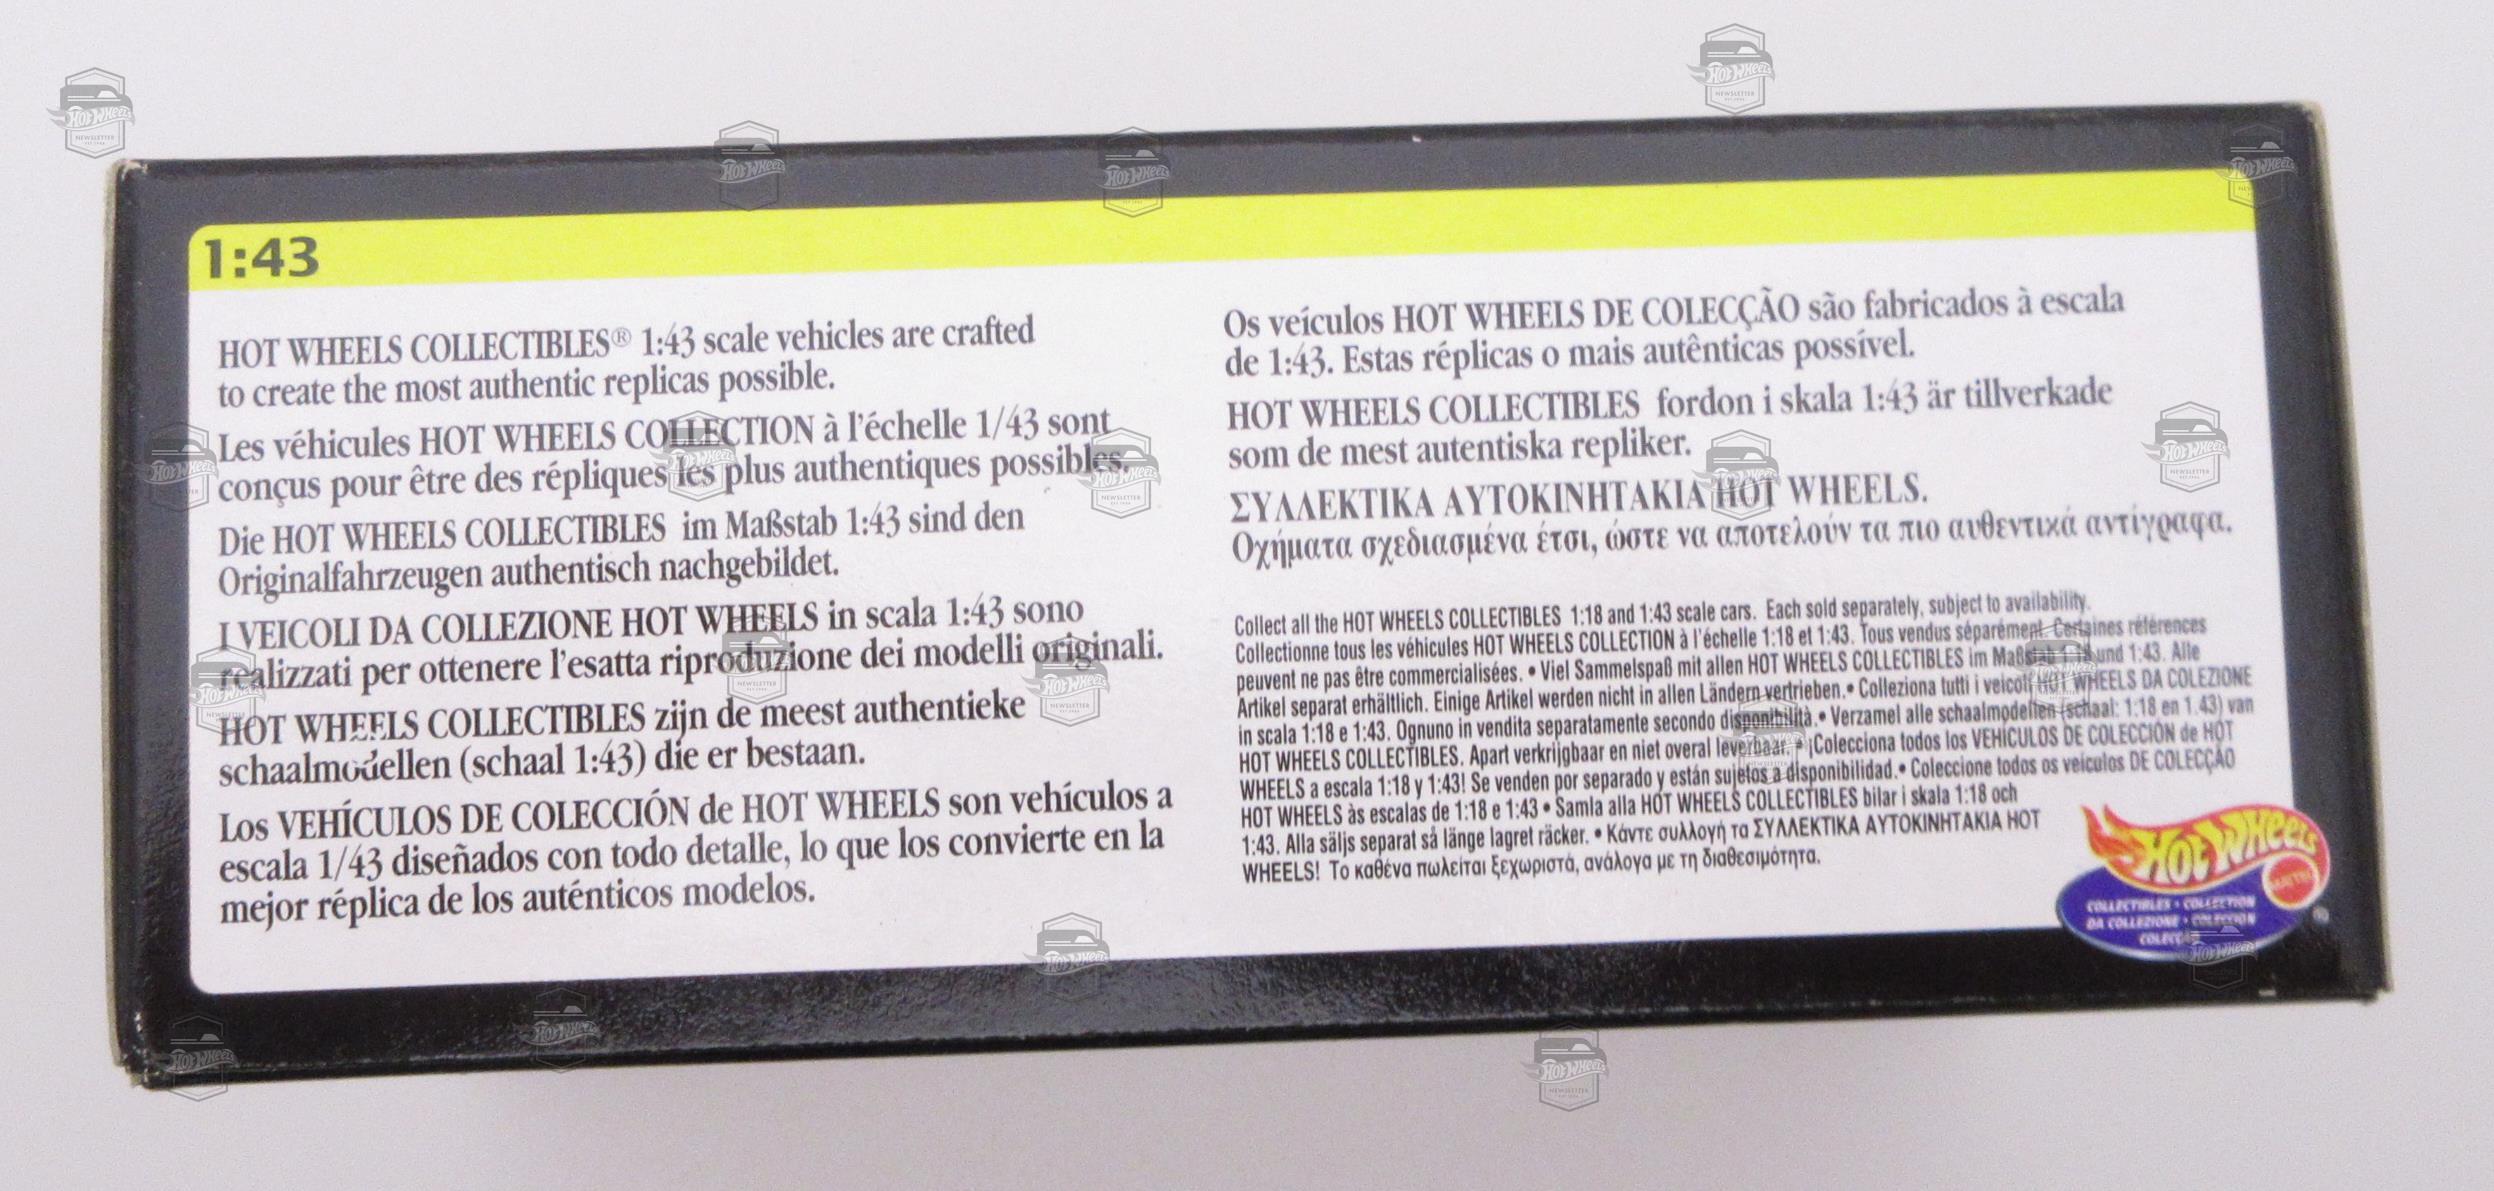 1:43
HOT WHEELS COLLECTIBLES® 1:43 scale vehicles are crafted
to create the most authentic replicas possible.
Les véhicules HOT WHEELS COLLECTION à l'échelle 1/43 sont
conçus pour être des répliques les plus authentiques possibles.
Die HOT WHEELS COLLECTIBLES im Maßstab 1:43 sind den
Originalfahrzeugen authentisch nachgebildet.
I VEICOLI DA COLLEZIONE HOT WHEELS in scala 1:43 sono
realizzati per ottenere l'esatta riproduzione dei modelli originali.
HOT WHEELS COLLECTIBLES zijn de meest authentieke
schaalmodellen (schaal 1:43) die er bestaan.
Los VEHÍCULOS DE COLECCIÓN de HOT WHEELS son vehículos a
escala 1/43 diseñados con todo detalle, lo que los convierte en la
mejor réplica de los auténticos modelos.
Os veículos HOT WHEELS DE COLECÇÃO são fabricados à escala
de 1:43. Estas réplicas o mais autênticas possível.
HOT WHEELS COLLECTIBLES fordon i skala 1:43 är tillverkade
som de mest autentiska repliker.
ΣΥΛΛΕΚΤΙΚΑ ΑΥΤΟΚΙΝΗΤΑΚΙΑ HOT WHEELS.
Οχήματα σχεδιασμένα έτσι, ώστε να αποτελούν τα πιο αυθεντικά αντίγραφα.
Collect all the HOT WHEELS COLLECTIBLES 1:18 and 1:43 scale cars. Each sold separately, subject to availability.
Collectionne tous les véhicules HOT WHEELS COLLECTION à l'échelle 1:18 et 1:43. Tous vendus séparément. Certaines références
peuvent ne pas être commercialisées. • Viel Sammelspaß mit allen HOT WHEELS COLLECTIBLES im Maßstab 1:18 und 1:43. Alle
Artikel separat erhältlich. Einige Artikel werden nicht in allen Ländern vertrieben. • Colleziona tutti i veicoli HOT WHEELS DA COLEZIONE
in scala 1:18 e 1:43. Ognuno in vendita separatamente secondo disponibilità. • Verzamel alle schaalmodellen (schaal: 1:18 en 1.43) van
HOT WHEELS COLLECTIBLES. Apart verkrijgbaar en niet overal leverbaar. • ¡Colecciona todos los VEHÍCULOS DE COLECCIÓN de HOT
WHEELS a escala 1:18 y 1:43! Se venden por separado y están sujetos a disponibilidad. • Coleccione todos os veículos DE COLECÇÃO
HOT WHEELS às escalas de 1:18 e 1:43 • Samla alla HOT WHEELS COLLECTIBLES bilar i skala 1:18 och
1:43. Alla säljs separat så länge lagret räcker. • Κάντε συλλογή τα ΣΥΛΛΕΚΤΙΚΑ ΑΥΤΟΚΙΝΗΤΑΚΙΑ HOT
WHEELS! Το καθένα πωλείται ξεχωριστά, ανάλογα με τη διαθεσιμότητα.
Hot Wheels
MATTEL
COLLECTIBLES • COLLECTION
DA COLLEZIONE • COLECCION